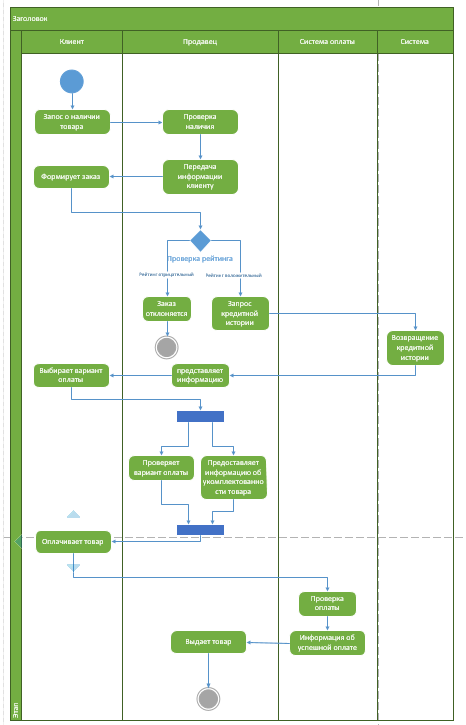 Заголовок
Клиент
Продавец
Система оплаты
Система
Запос о наличии
товара
Проверка
наличия
Передача
информации
клиенту
Формирует заказ
Проверка рейтинга
Рейтинг отрицательный
Рейтинг положительный
Заказ
отклоняется
Запрос
кредитной
истории
Возвращение
кредитной
истории
Выбирает вариант
оплаты
представляет
информацию
Проверяет
вариант оплаты
Предоставляет
информацию об
укомплектованно
сти товара
Оплачивает товар
Проверка
оплаты
Информация об
успешной оплате
Выдает товар
Этап